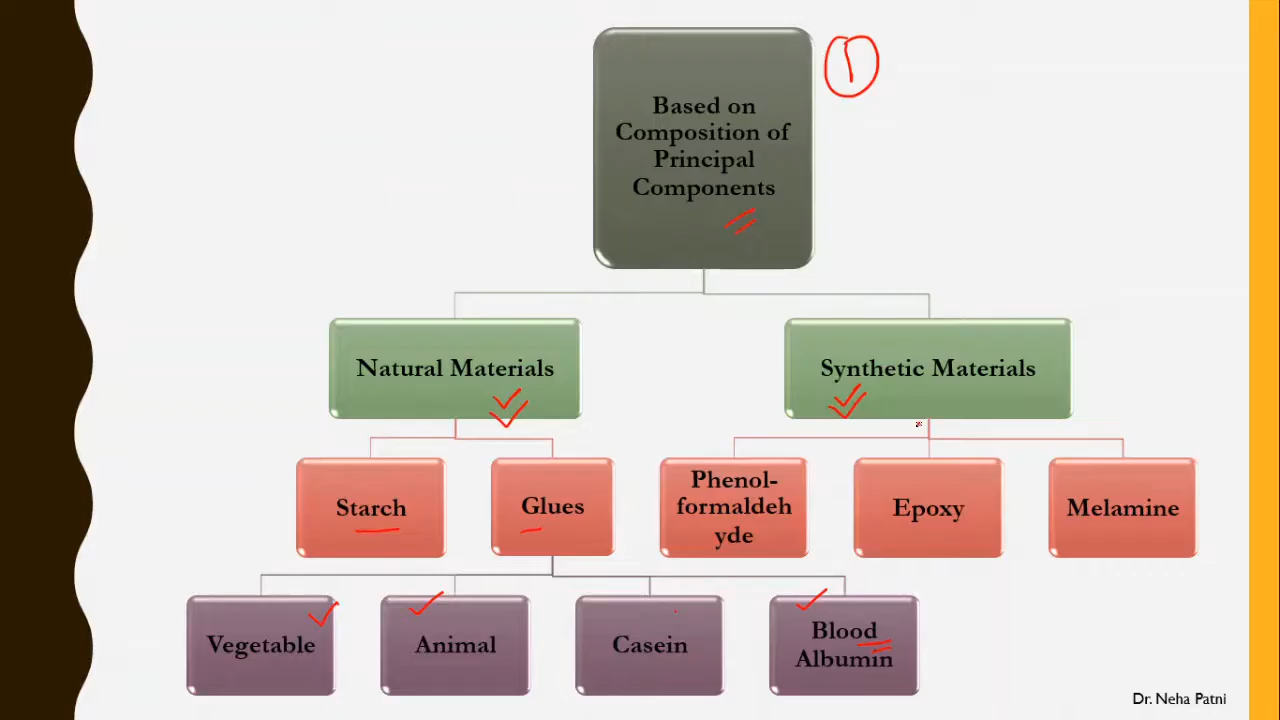 Based on
Composition of
Principal
Components
1
Natural Materials
Synthetic Materials
Starch
Glues
Phenol-
formaldeh
yde
Epoxy
Melamine
Vegetable
Animal
Casein
Blood
Albumin
Dr. Neha Patni